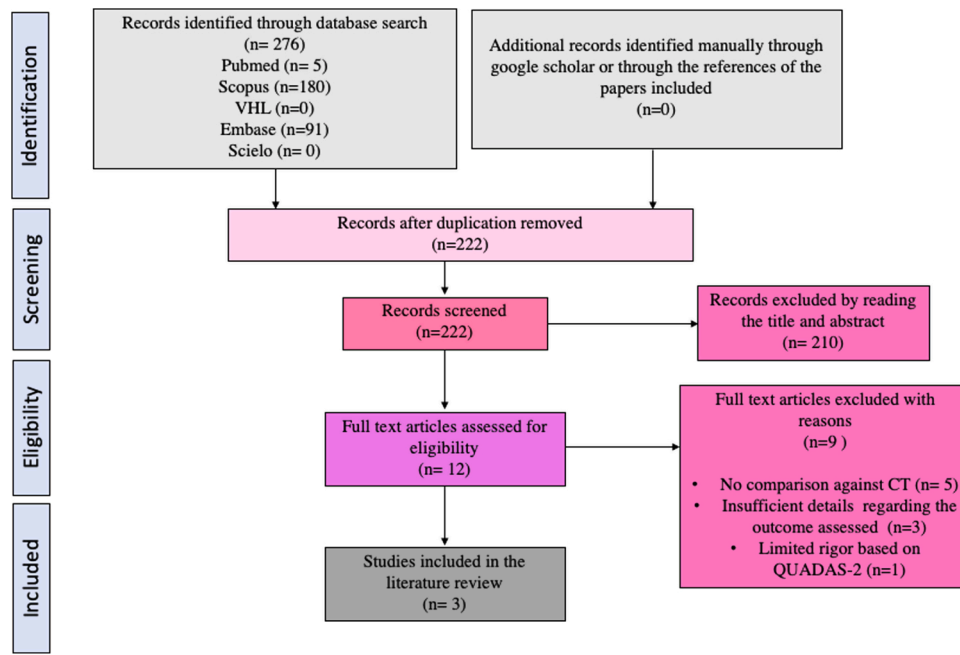 Identification
Records identified through database search
(n= 276)
Pubmed (n= 5)
Scopus (n=180)
VHL (n=0)
Embase (n=91)
Scielo (n= 0)
Additional records identified manually through
google scholar or through the references of the
papers included
(n=0)
Screening
Records after duplication removed
(n=222)
Records screened
(n=222)
Records excluded by reading
the title and abstract
(n= 210)
Eligibility
Full text articles assessed for
eligibility
(n= 12)
Full text articles excluded with
reasons
(n=9 )
• No comparison against CT (n= 5)
• Insufficient details regarding the
outcome assessed (n=3)
• Limited rigor based on
QUADAS-2 (n=1)
Included
Studies included in the
literature review
(n= 3)